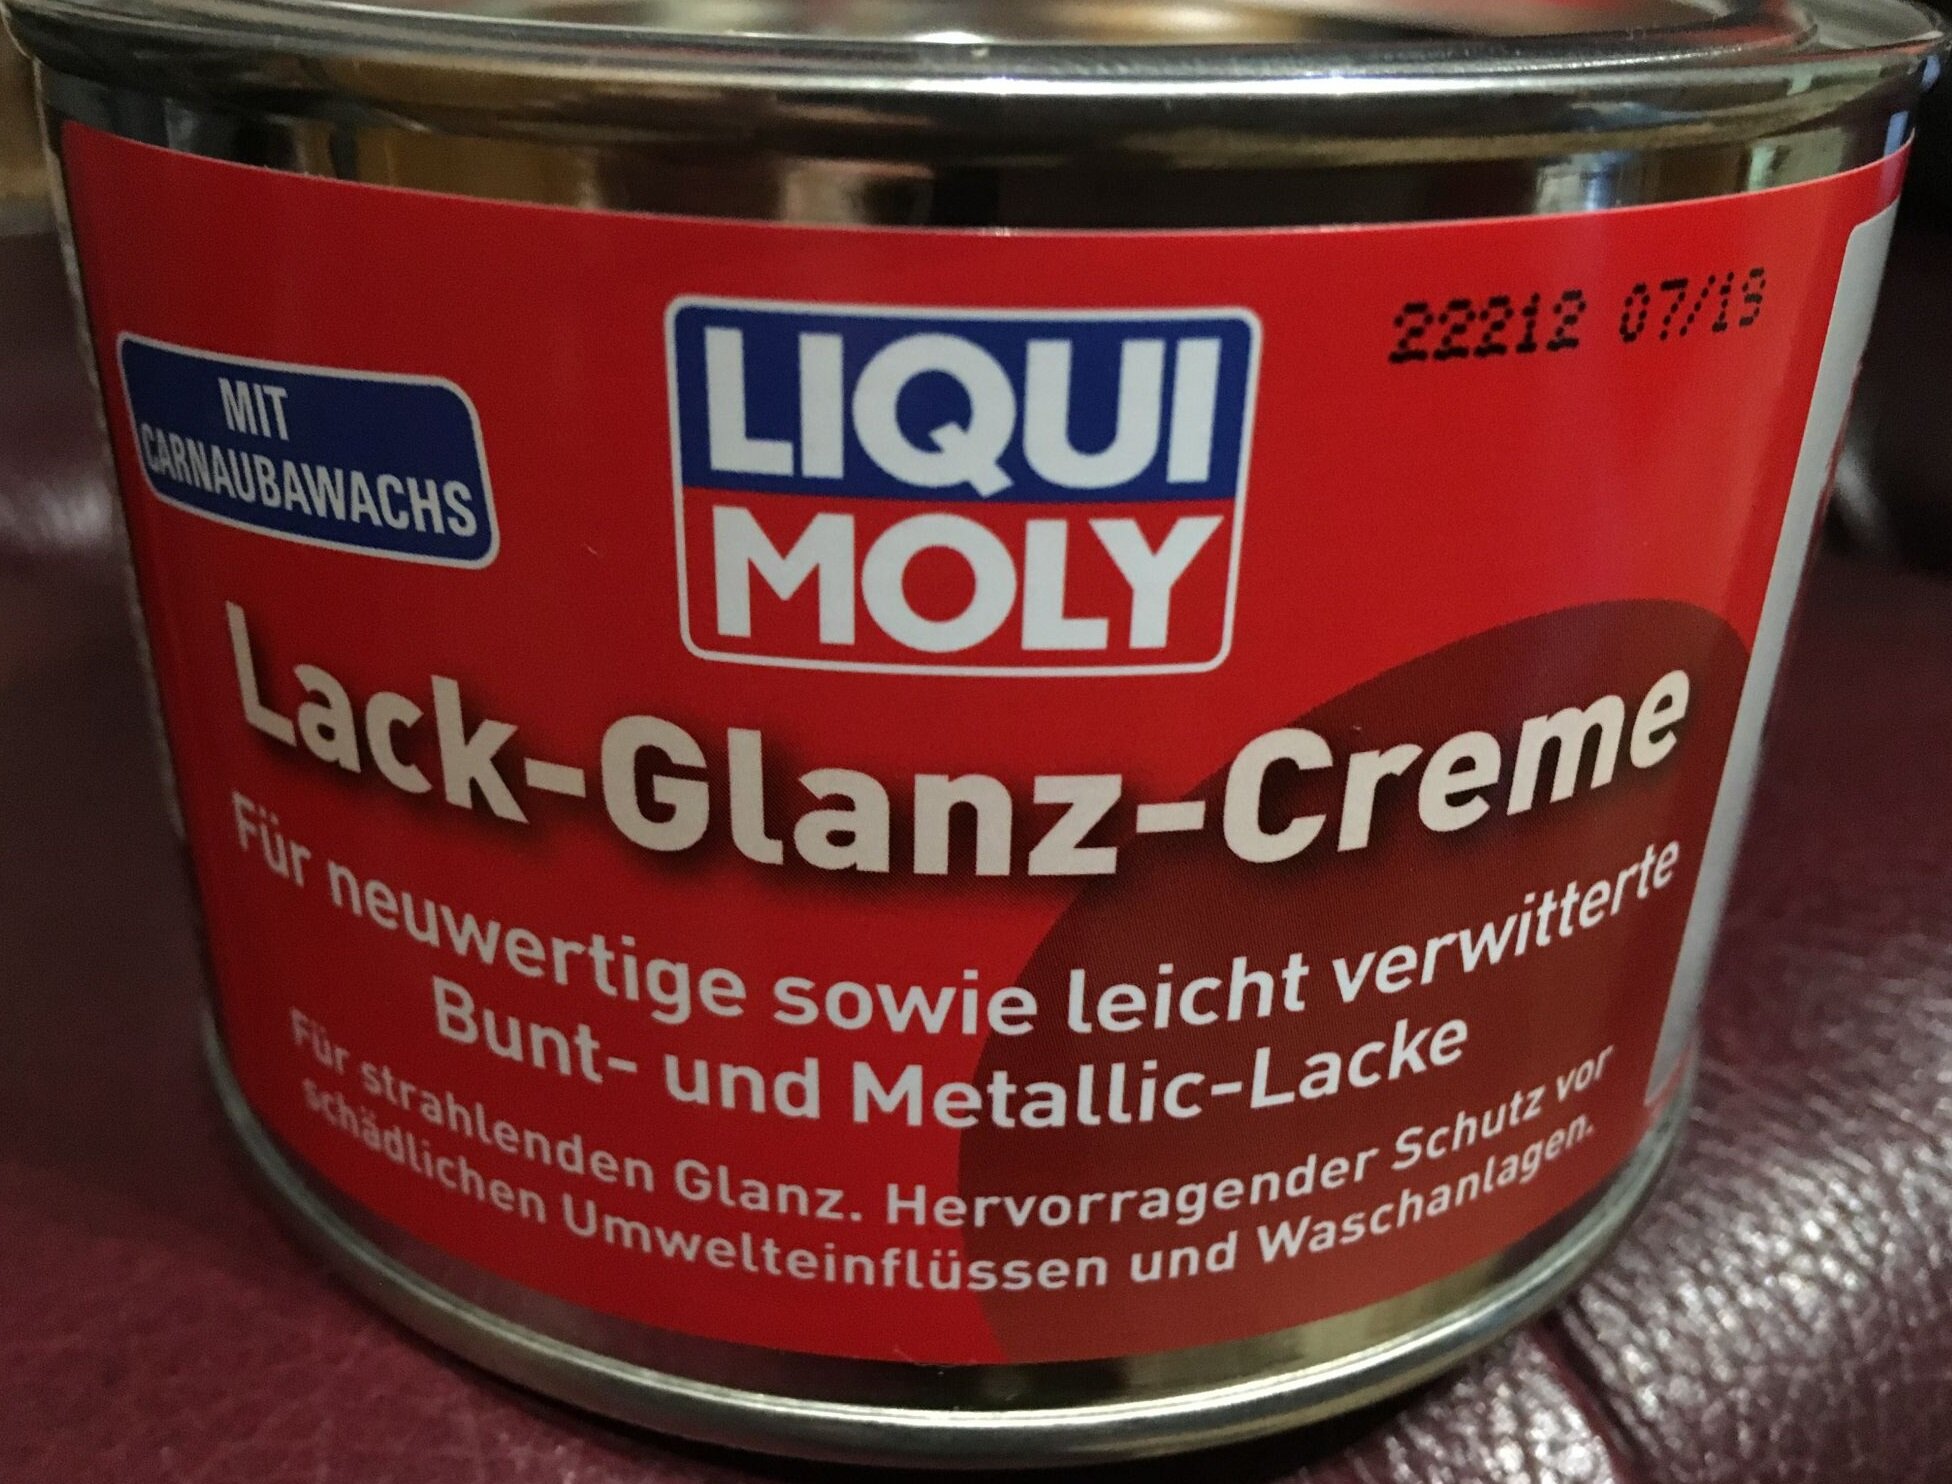 22212 07/19
MIT
CARNAUBAWACHS
LIQUI
MOLY
Lack-Glanz-Creme
Für neuwertige sowie leicht verwitterte
Bunt- und Metallic-Lacke
Für strahlenden Glanz. Hervorragender Schutz vor
schädlichen Umwelteinflüssen und Waschanlagen.